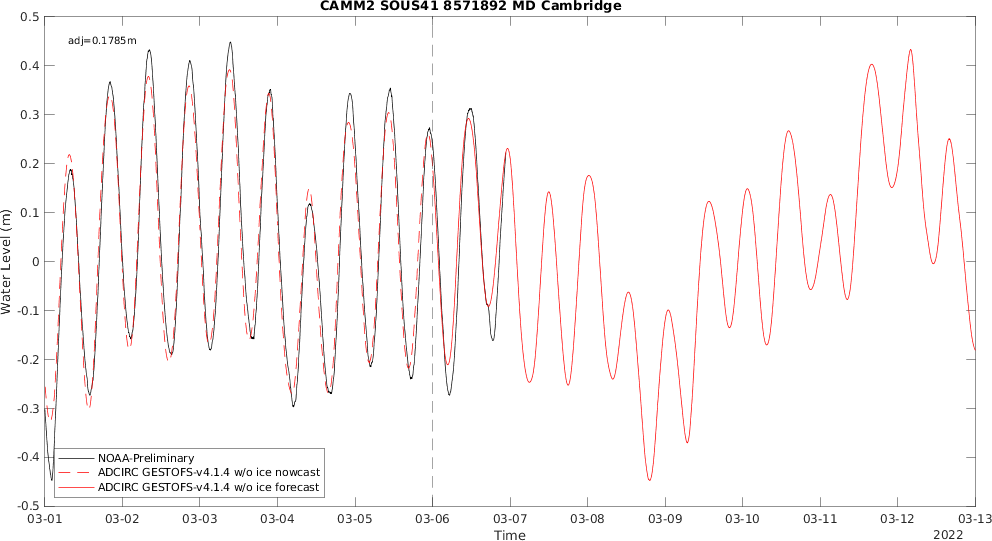 CAMM2 SOUS41 8571892 MD Cambridge
adj=0.1785m
0.5
0.4
0.3
0.2
0.1
0
-0.1
-0.2
-0.3
-0.4
-0.5
Water Level (m)
NOAA-Preliminary
ADCIRC GESTOFS-v4.1.4 w/o ice nowcast
ADCIRC GESTOFS-v4.1.4 w/o ice forecast
03-01 03-02 03-03 03-04 03-05 03-06 03-07 03-08 03-09 03-10 03-11 03-12 03-13
Time
2022